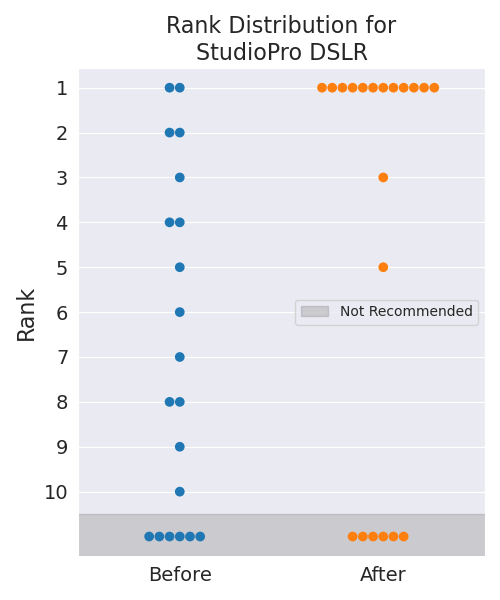 Rank Distribution for
StudioPro DSLR
Rank
1
2
3
4
5
6
7
8
9
10
Not Recommended
Before
After